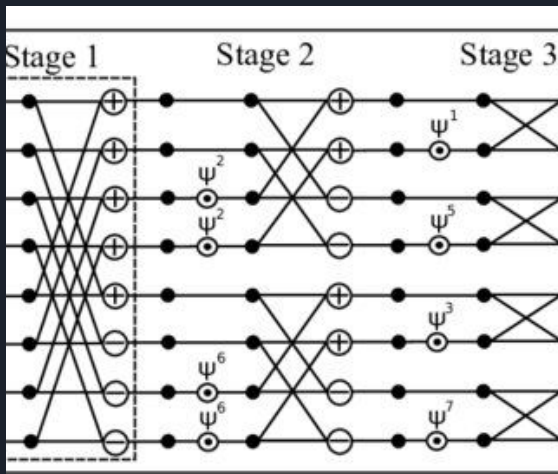 Stage 1 Stage 2 Stage 3
+ +
+ + ψ¹
+ ψ² −
+ ψ² − ψ⁵
+ +
− + ψ³
− ψ⁶ −
− ψ⁶ − ψ⁷